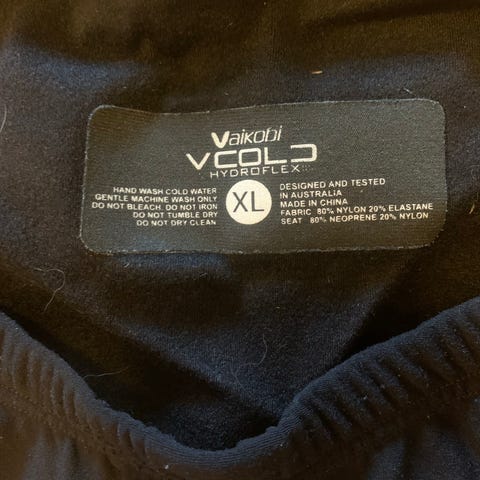 Vaikobi
VCOLD
HYDROFLEX
HAND WASH COLD WATER
GENTLE MACHINE WASH ONLY
DO NOT BLEACH. DO NOT IRON
DO NOT TUMBLE DRY
DO NOT DRY CLEAN
XL
DESIGNED AND TESTED
IN AUSTRALIA
MADE IN CHINA
FABRIC 80% NYLON 20% ELASTANE
SEAT 80% NEOPRENE 20% NYLON